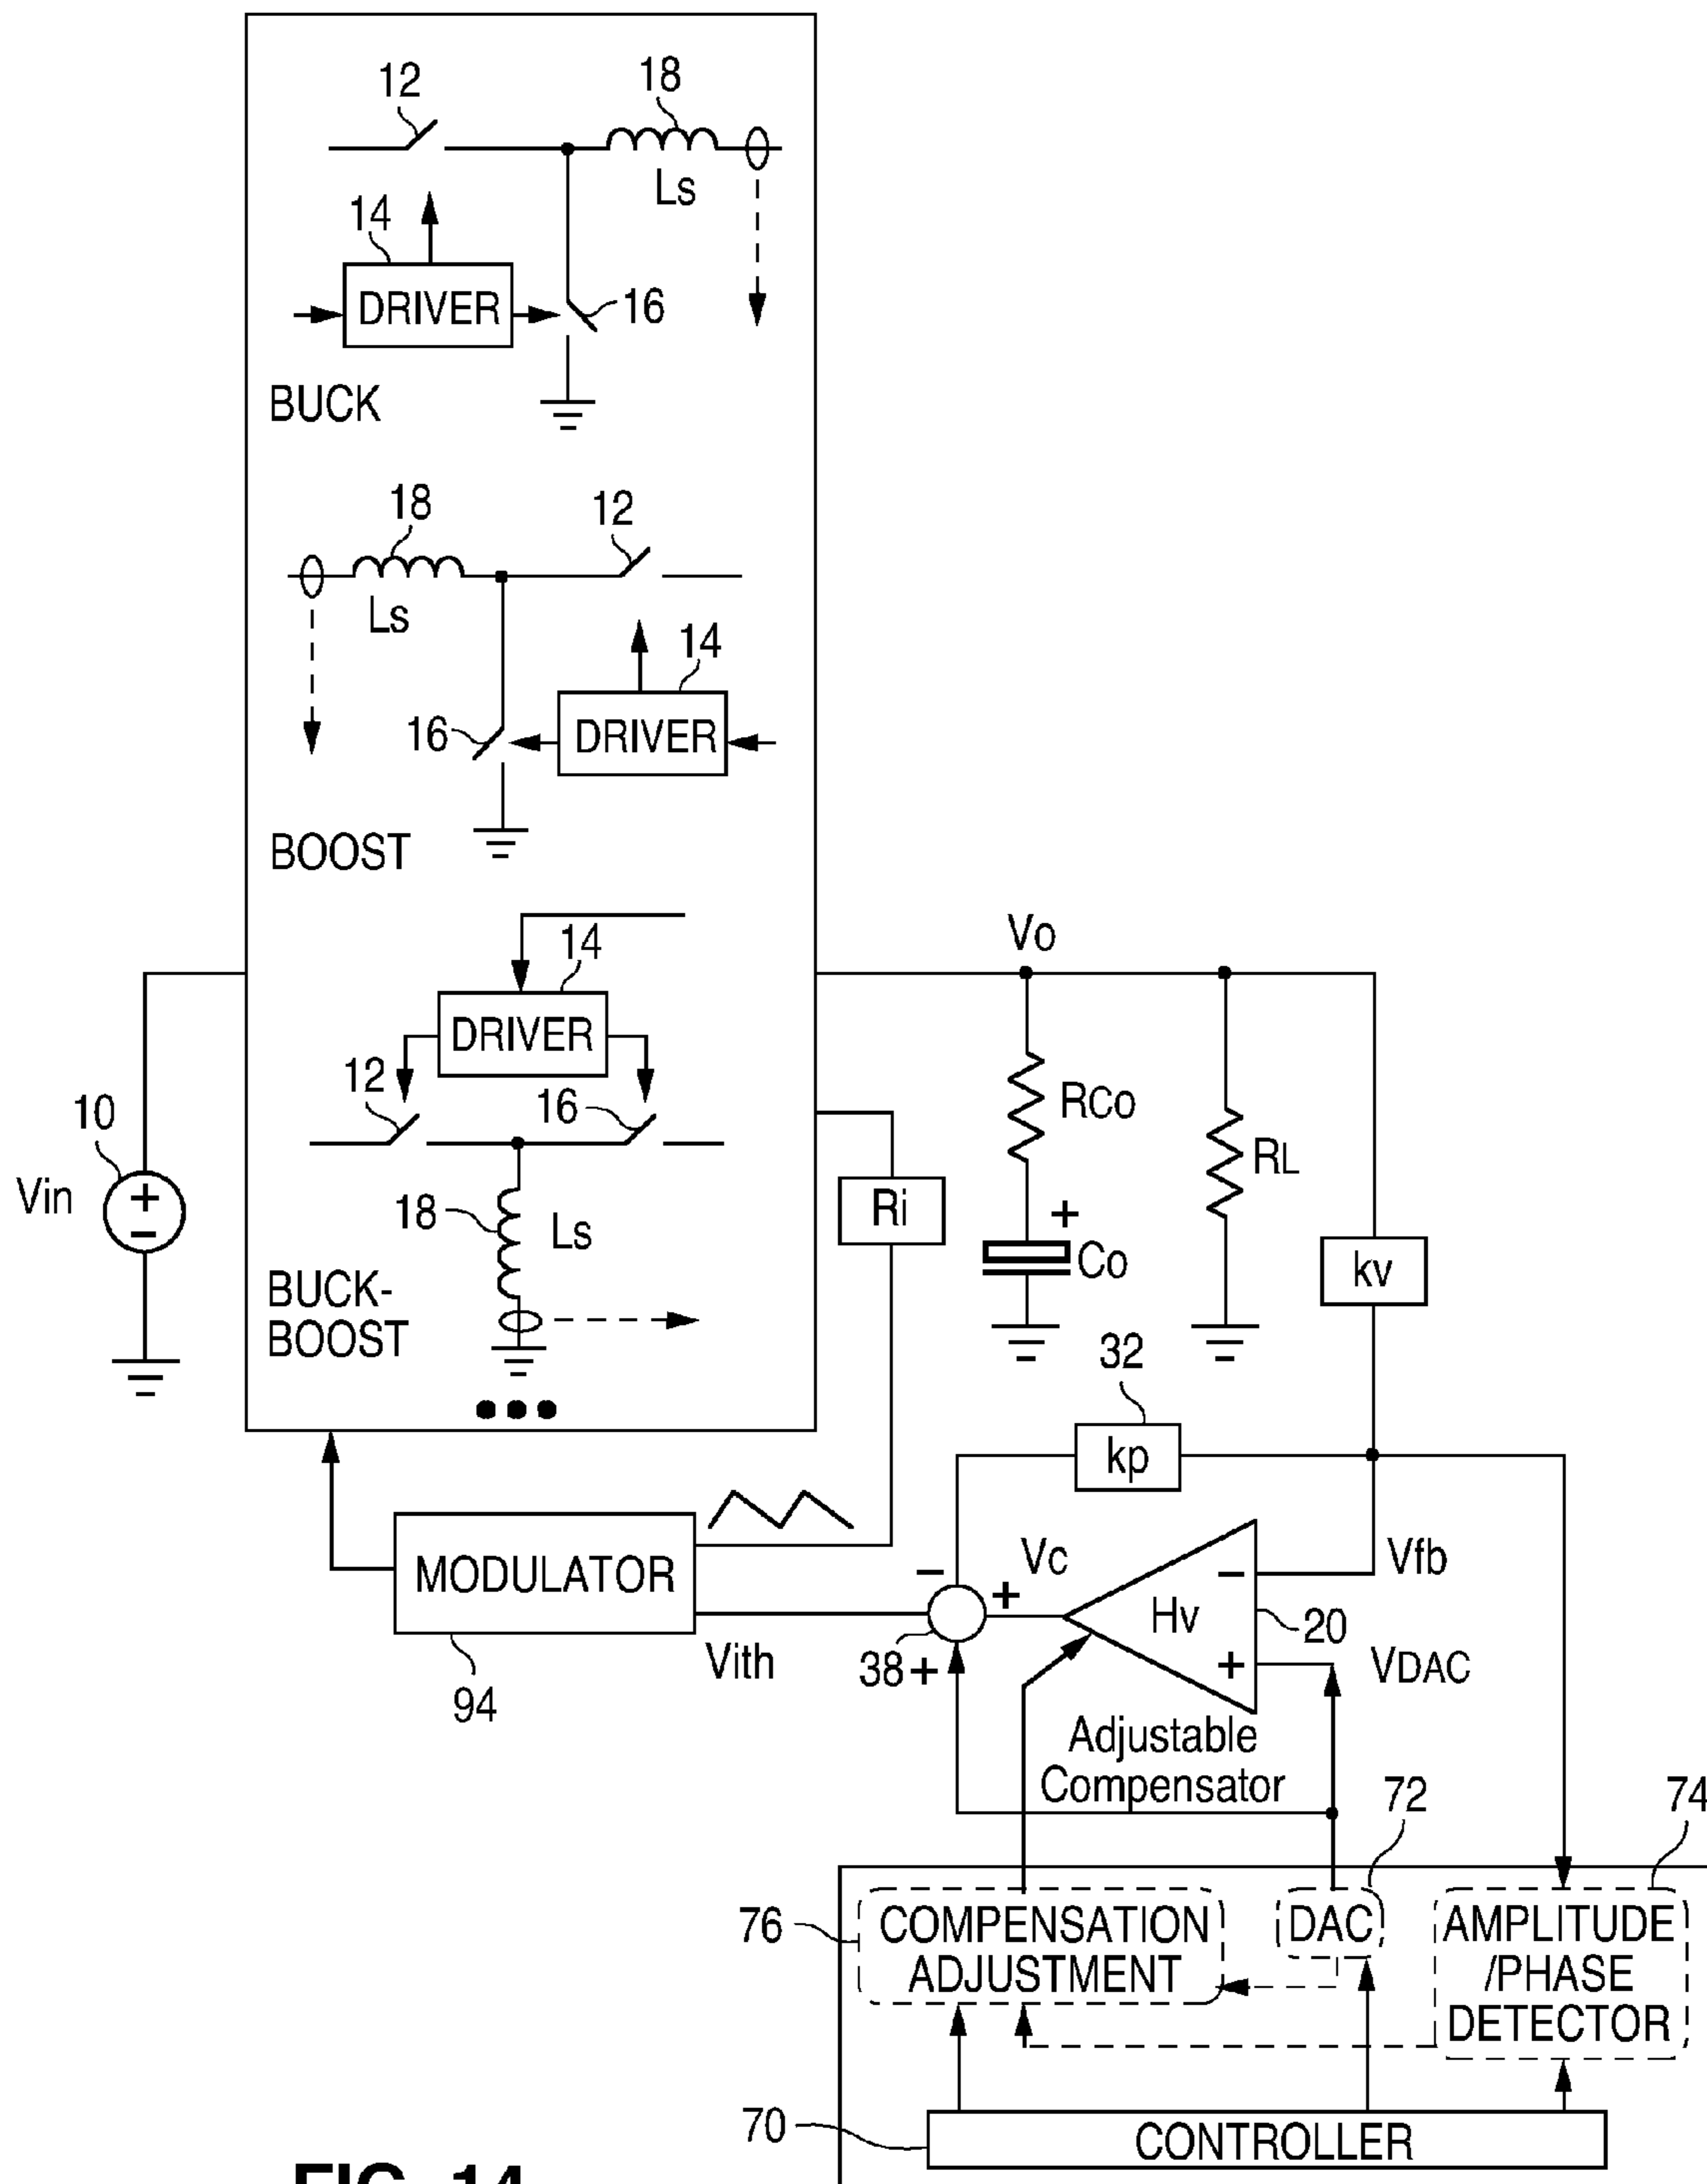 12
18
Ls
14
DRIVER
16
BUCK
18
12
Ls
14
16
DRIVER
BOOST
Vo
14
DRIVER
12
16
10
Vin
+
−
RCo
RL
Ri
18
Ls
+
Co
kv
BUCK-
BOOST
32
kp
MODULATOR
−
Vc
+
−
Vfb
Hv
20
Vith
38
+
+
VDAC
94
Adjustable
Compensator
72
74
76
COMPENSATION
ADJUSTMENT
DAC
AMPLITUDE
/PHASE
DETECTOR
70
CONTROLLER
FIG. 14